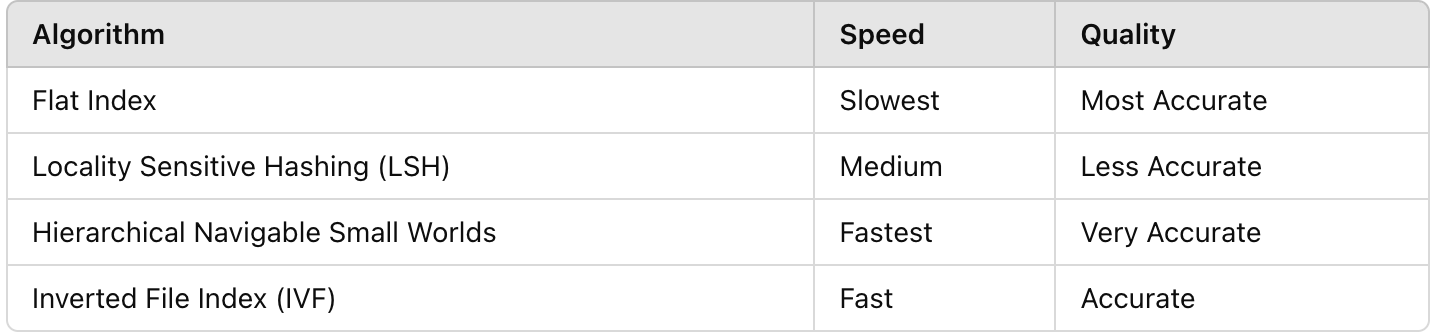 Algorithm Speed Quality
Flat Index Slowest Most Accurate
Locality Sensitive Hashing (LSH) Medium Less Accurate
Hierarchical Navigable Small Worlds Fastest Very Accurate
Inverted File Index (IVF) Fast Accurate